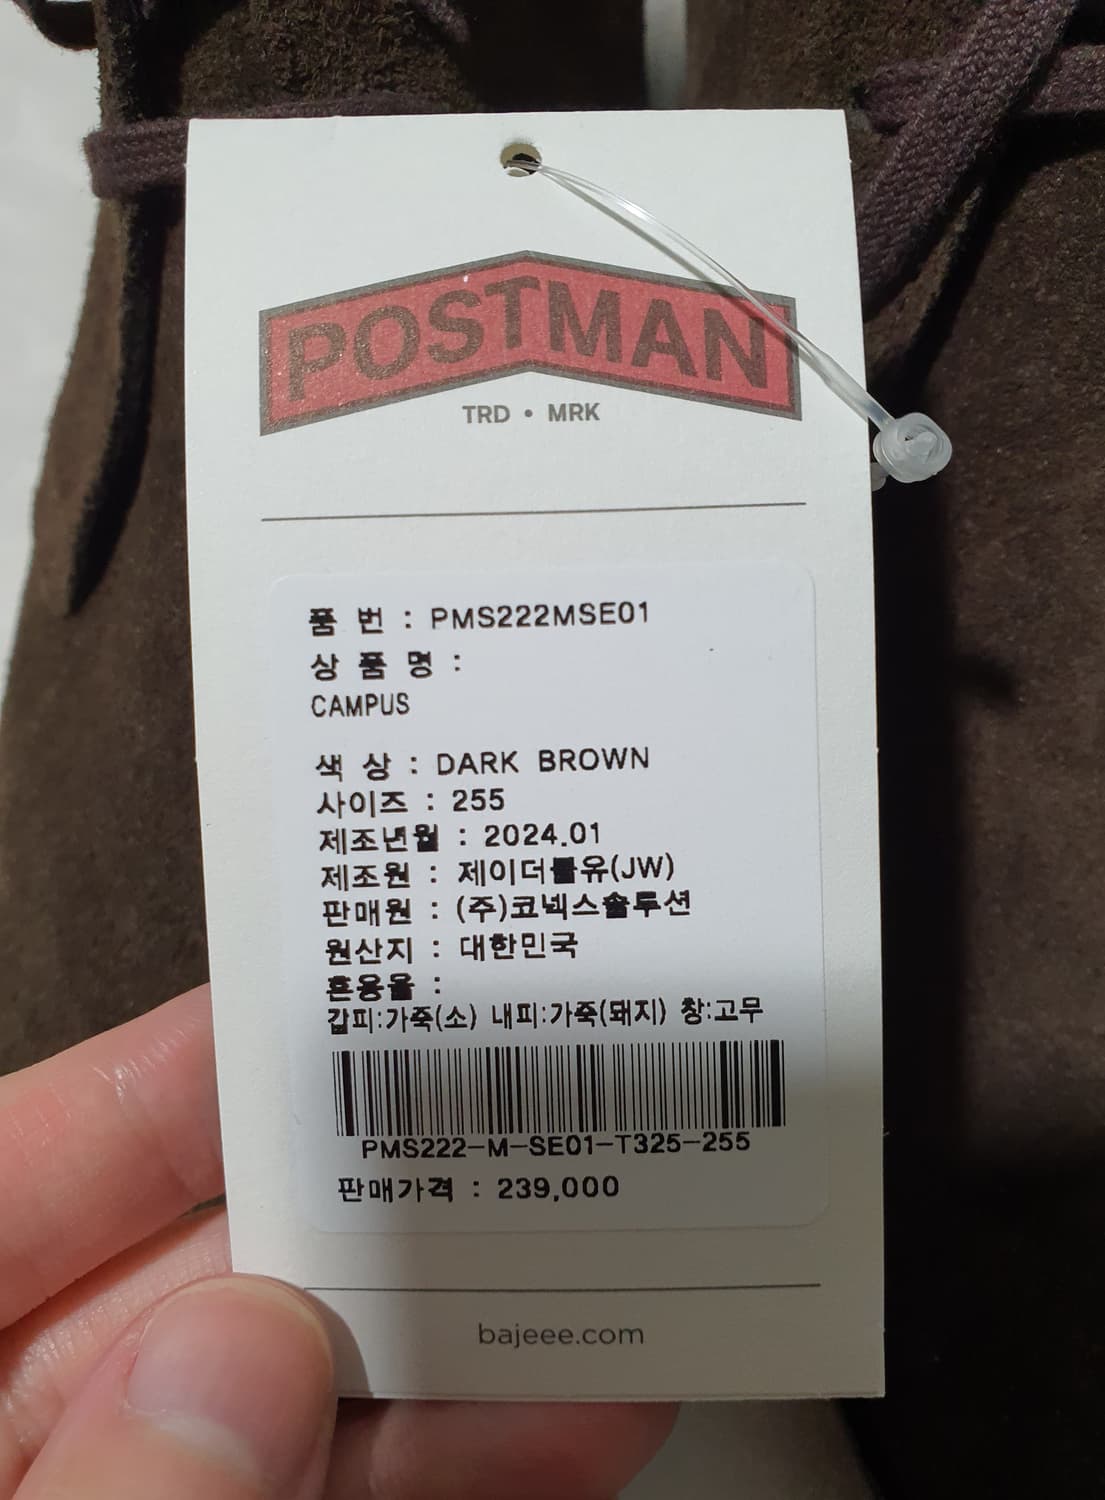 POSTMAN
TRD • MRK
품 번 : PMS222MSE01
상 품 명 :
CAMPUS
색 상 : DARK BROWN
사이즈 : 255
제조년월 : 2024.01
제조원 : 제이더블유(JW)
판매원 : (주)코넥스솔루션
원산지 : 대한민국
혼용율 :
갑피:가죽(소) 내피:가죽(돼지) 창:고무
PMS222-M-SE01-T325-255
판매가격 : 239,000
bajeee.com